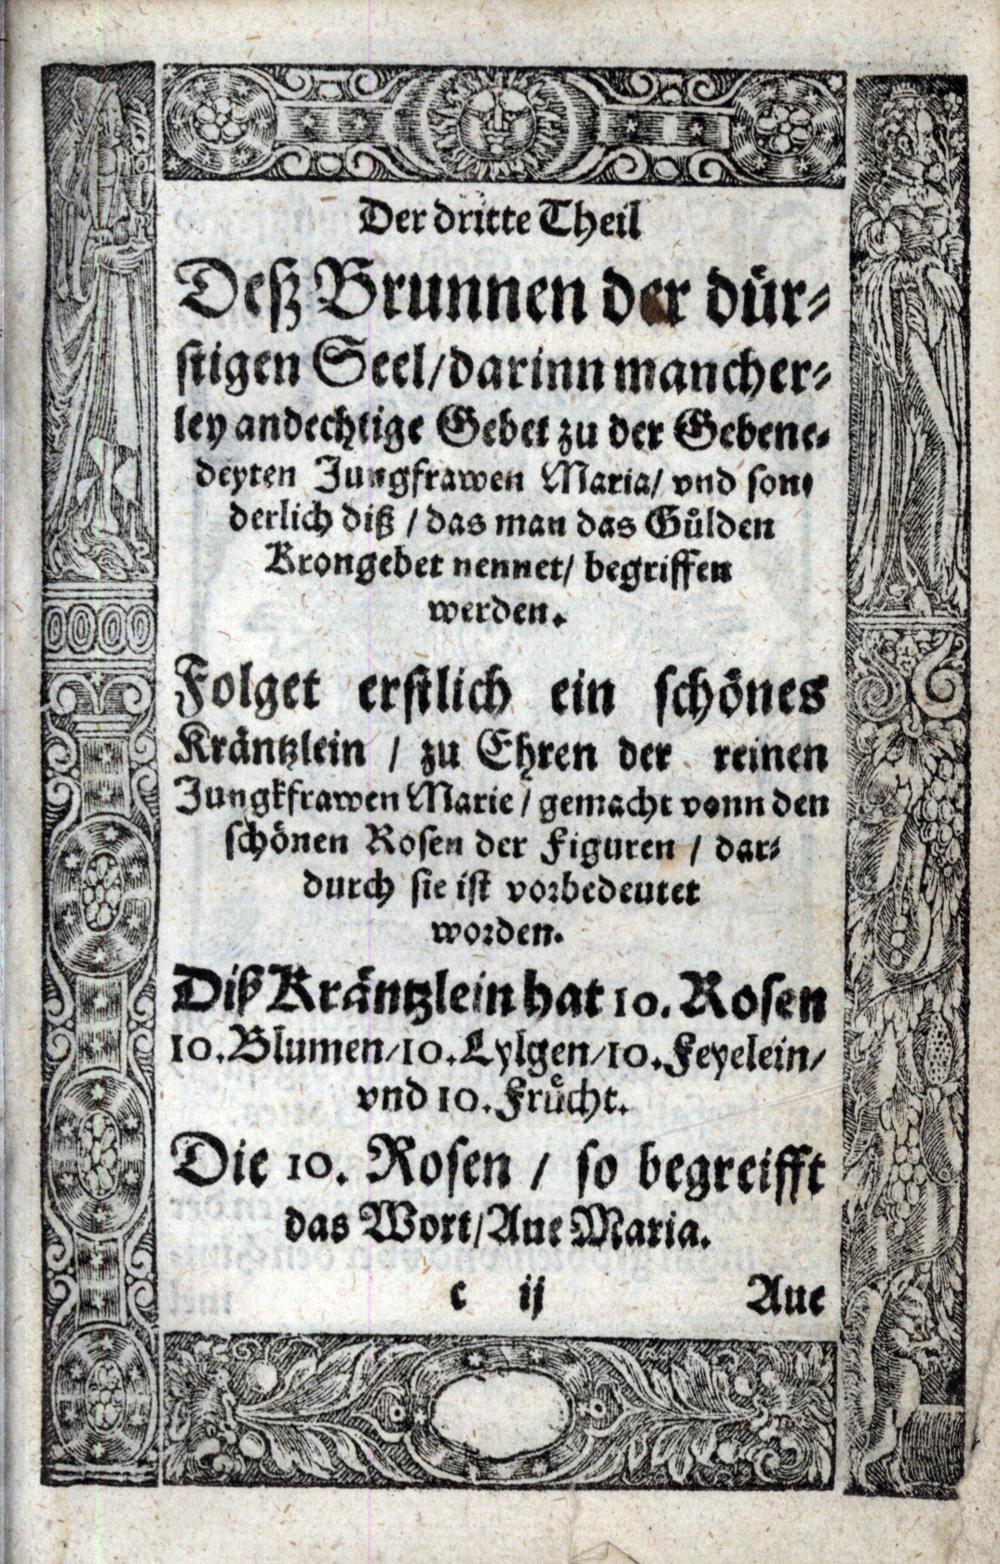 Der dritte Theil
Deß Brunnen der dür⸗
stigen Seel/darinn mancher⸗
ley andechtige Gebet zu der Gebene⸗
deyten Jungfrawen Maria/ vnd son⸗
derlich diß / das man das Gůlden
Krongebet nennet/ begriffen
werden.
Folget erstlich ein schönes
Kräntzlein / zu Ehren der reinen
Jungkfrawen Marie / gemacht vonn den
schönen Rosen der Figuren / dar⸗
durch sie ist vorbedeutet
worden.
Diß Kräntzlein hat 10. Rosen
10. Blumen/10. Lylgen/10. Feyelein/
vnd 10. Frůcht.
Die 10. Rosen / so begreifft
das Wort/Aue Maria.
c ij Aue